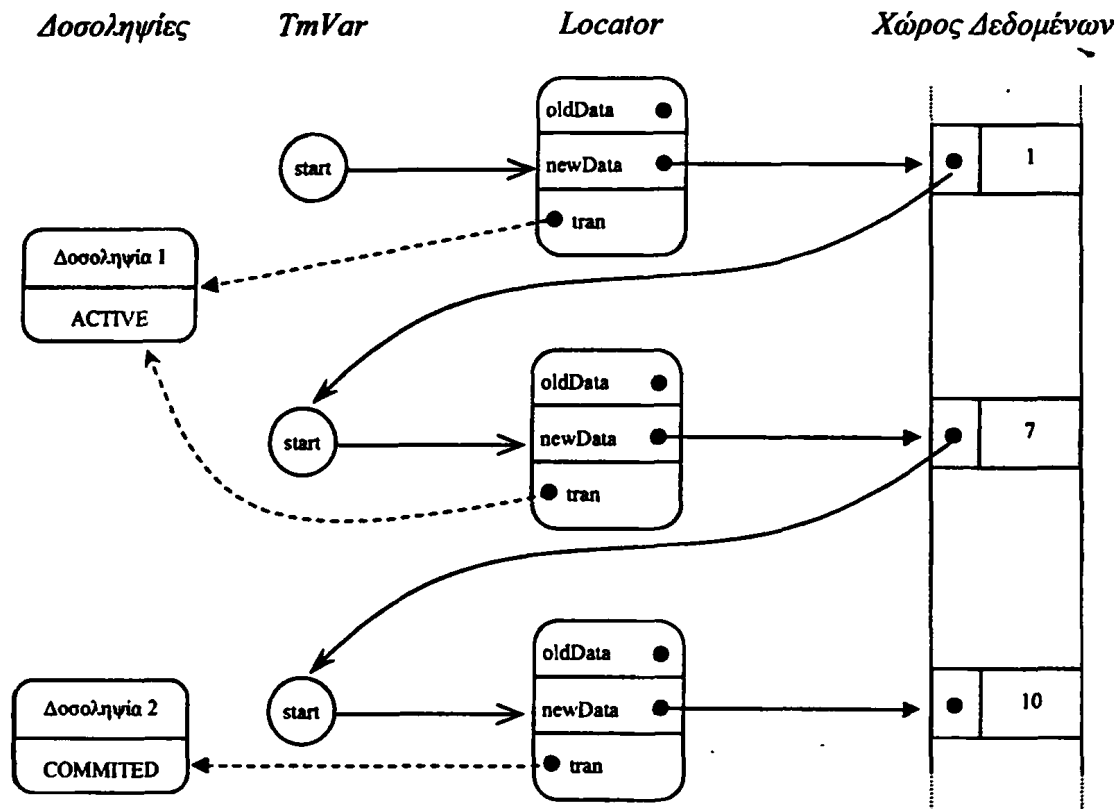 Δοσοληψίες TmVar Locator Χώρος Δεδομένων
oldData
start
newData
1
tran
Δοσοληψία 1
ACTIVE
oldData
start
newData
7
tran
oldData
start
newData
10
Δοσοληψία 2
tran
COMMITED